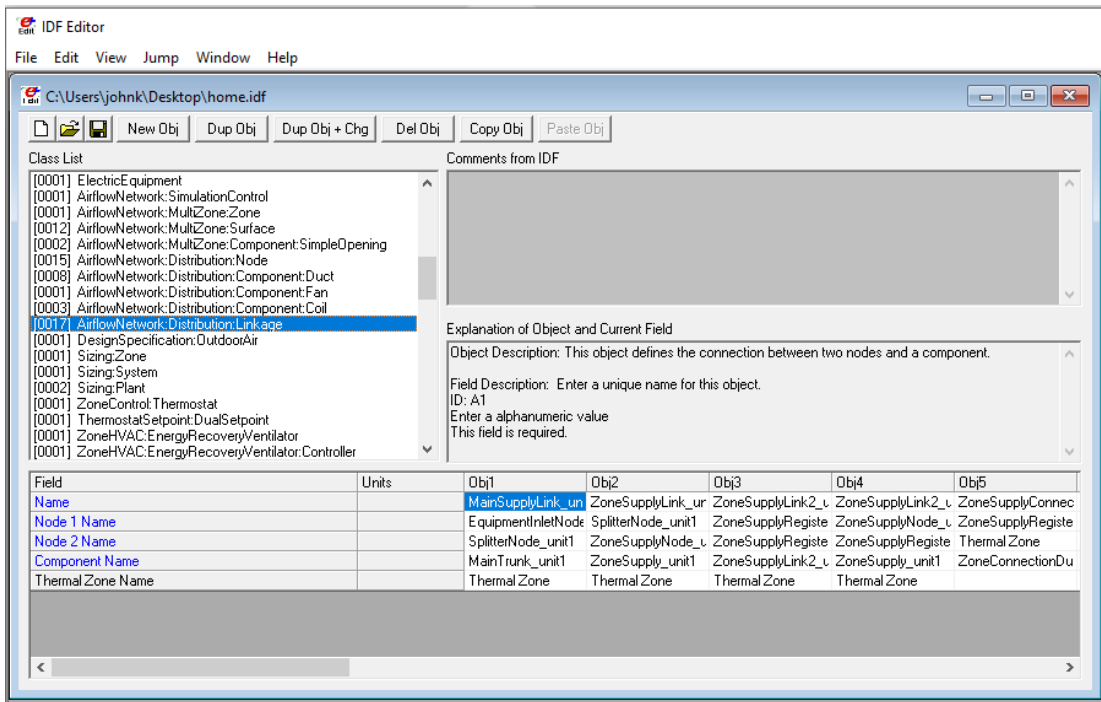 IDF Editor
File Edit View Jump Window Help
C:\Users\johnk\Desktop\home.idf
New Obj Dup Obj Dup Obj + Chg Del Obj Copy Obj Paste Obj
Class List
[0001] ElectricEquipment
[0001] AirflowNetwork:SimulationControl
[0001] AirflowNetwork:MultiZone:Zone
[0012] AirflowNetwork:MultiZone:Surface
[0002] AirflowNetwork:MultiZone:Component:SimpleOpening
[0015] AirflowNetwork:Distribution:Node
[0008] AirflowNetwork:Distribution:Component:Duct
[0001] AirflowNetwork:Distribution:Component:Fan
[0003] AirflowNetwork:Distribution:Component:Coil
[0017] AirflowNetwork:Distribution:Linkage
[0001] DesignSpecification:OutdoorAir
[0001] Sizing:Zone
[0001] Sizing:System
[0002] Sizing:Plant
[0001] ZoneControl:Thermostat
[0001] ThermostatSetpoint:DualSetpoint
[0001] ZoneHVAC:EnergyRecoveryVentilator
[0001] ZoneHVAC:EnergyRecoveryVentilator:Controller
Comments from IDF
Explanation of Object and Current Field
Object Description: This object defines the connection between two nodes and a component.
Field Description: Enter a unique name for this object.
ID: A1
Enter a alphanumeric value
This field is required.
Field Units Obj1 Obj2 Obj3 Obj4 Obj5
Name MainSupplyLink_un ZoneSupplyLink_ur ZoneSupplyLink2_u ZoneSupplyLink2_u ZoneSupplyConnec
Node 1 Name EquipmentInletNode SplitterNode_unit1 ZoneSupplyRegiste ZoneSupplyNode_u ZoneSupplyRegiste
Node 2 Name SplitterNode_unit1 ZoneSupplyNode_u ZoneSupplyRegiste ZoneSupplyRegiste Thermal Zone
Component Name MainTrunk_unit1 ZoneSupply_unit1 ZoneSupplyLink2_u ZoneSupply_unit1 ZoneConnectionDu
Thermal Zone Name Thermal Zone Thermal Zone Thermal Zone Thermal Zone